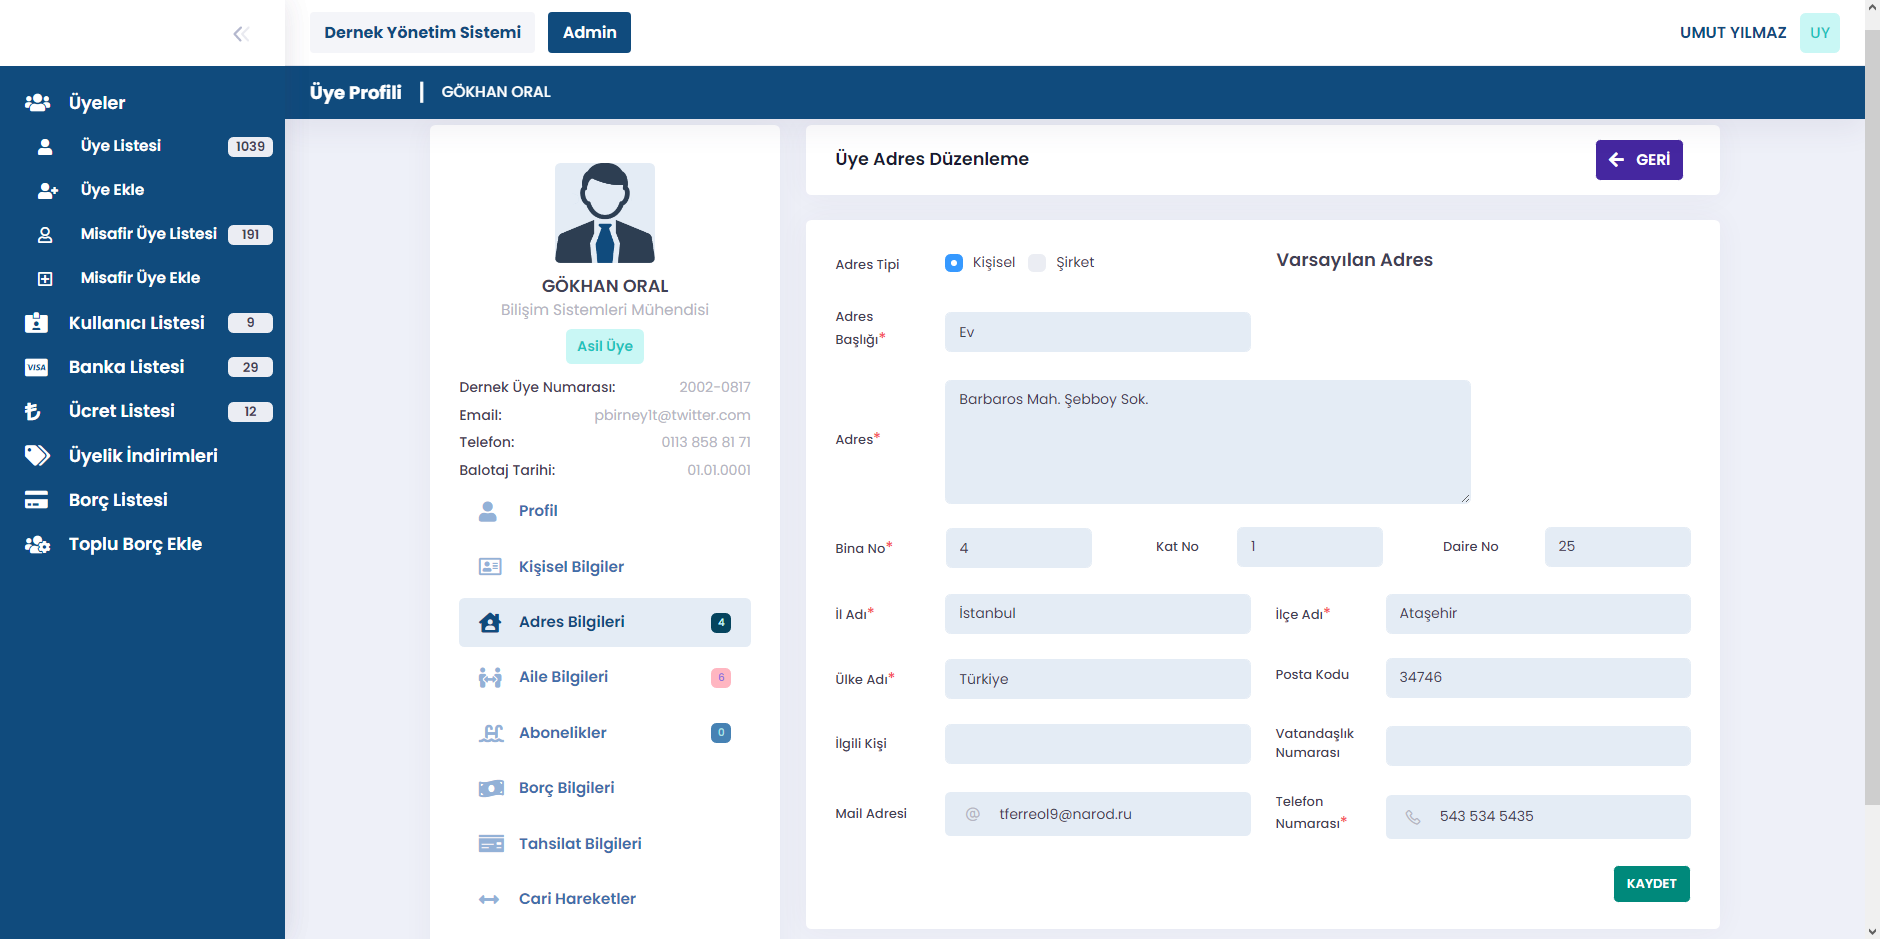 Dernek Yönetim Sistemi
Admin
UMUT YILMAZ
UY
Üyeler
Üye Listesi 1039
Üye Ekle
Misafir Üye Listesi 191
Misafir Üye Ekle
Kullanıcı Listesi 9
VISA Banka Listesi 29
Ücret Listesi 12
Üyelik İndirimleri
Borç Listesi
Toplu Borç Ekle
Üye Profili | GÖKHAN ORAL
GÖKHAN ORAL
Bilişim Sistemleri Mühendisi
Asil Üye
Dernek Üye Numarası: 2002-0817
Email: pbirney1t@twitter.com
Telefon: 0113 858 81 71
Balotaj Tarihi: 01.01.0001
Profil
Kişisel Bilgiler
Adres Bilgileri 4
Aile Bilgileri 6
Abonelikler 0
Borç Bilgileri
Tahsilat Bilgileri
Cari Hareketler
Üye Adres Düzenleme
GERİ
Adres Tipi Kişisel Şirket
Varsayılan Adres
Adres
Başlığı*
Ev
Adres*
Barbaros Mah. Şebboy Sok.
Bina No* 4
Kat No 1
Daire No 25
İl Adı* İstanbul
İlçe Adı* Ataşehir
Ülke Adı* Türkiye
Posta Kodu 34746
İlgili Kişi
Vatandaşlık
Numarası
Mail Adresi @ tferreol9@narod.ru
Telefon
Numarası*
543 534 5435
KAYDET